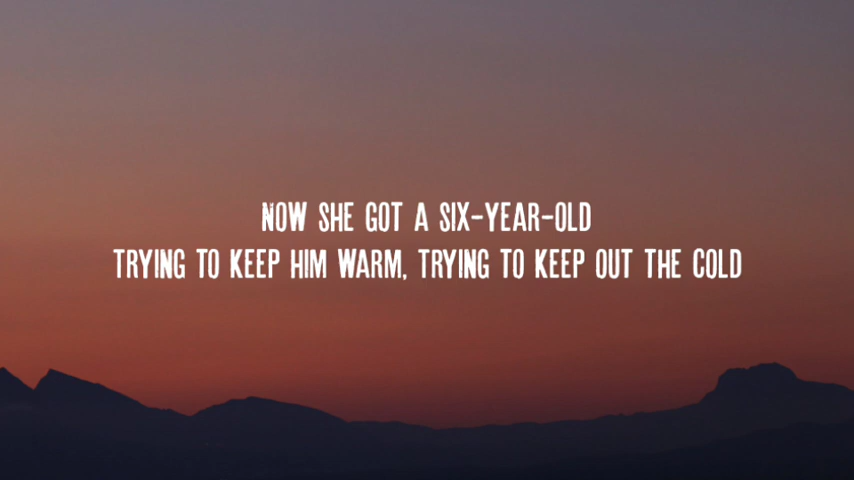 NOW SHE GOT A SIX-YEAR-OLD
TRYING TO KEEP HIM WARM, TRYING TO KEEP OUT THE COLD